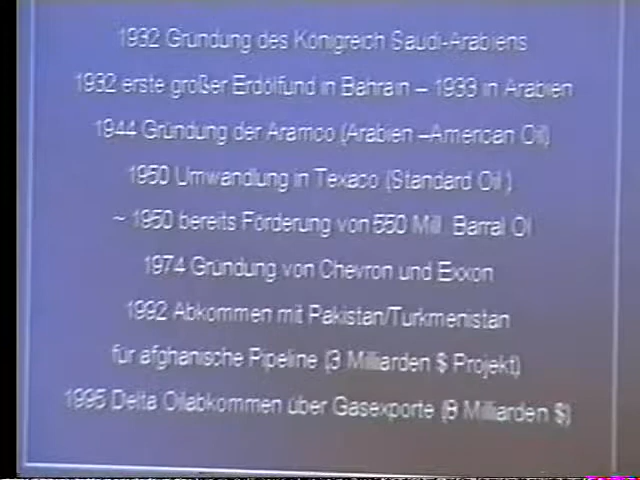 1932 Gründung des Königreich Saudi-Arabiens
1932 erste großer Erdölfund in Bahrain – 1933 in Arabien
1944 Gründung der Aramco (Arabien –American Oil)
1950 Umwandlung in Texaco (Standard Oil )
~ 1950 bereits Förderung von 550 Mill. Barral Öl
1974 Gründung von Chevron und Exxon
1992 Abkommen mit Pakistan/Turkmenistan
für afghanische Pipeline (3 Milliarden $ Projekt)
1995 Delta Oilabkommen über Gasexporte (8 Milliarden $)